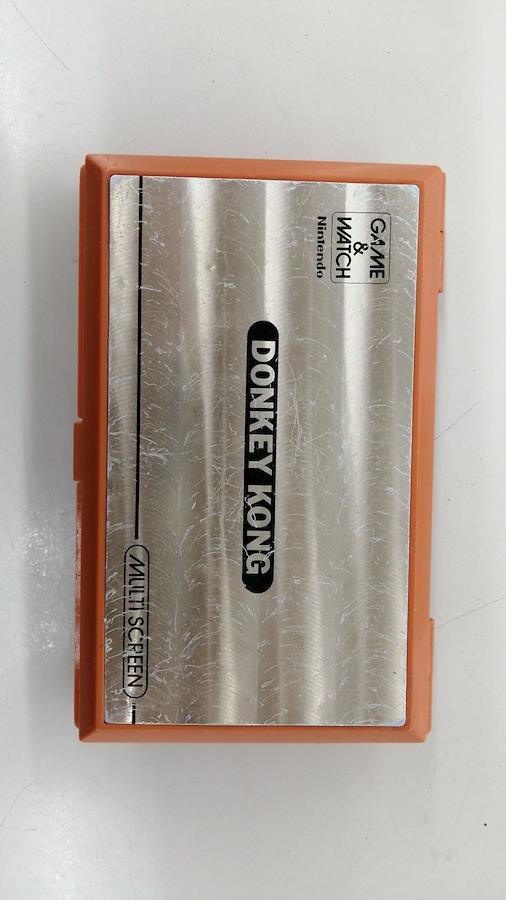 GAME
&
WATCH
Nintendo
DONKEY KONG
MULTI SCREEN